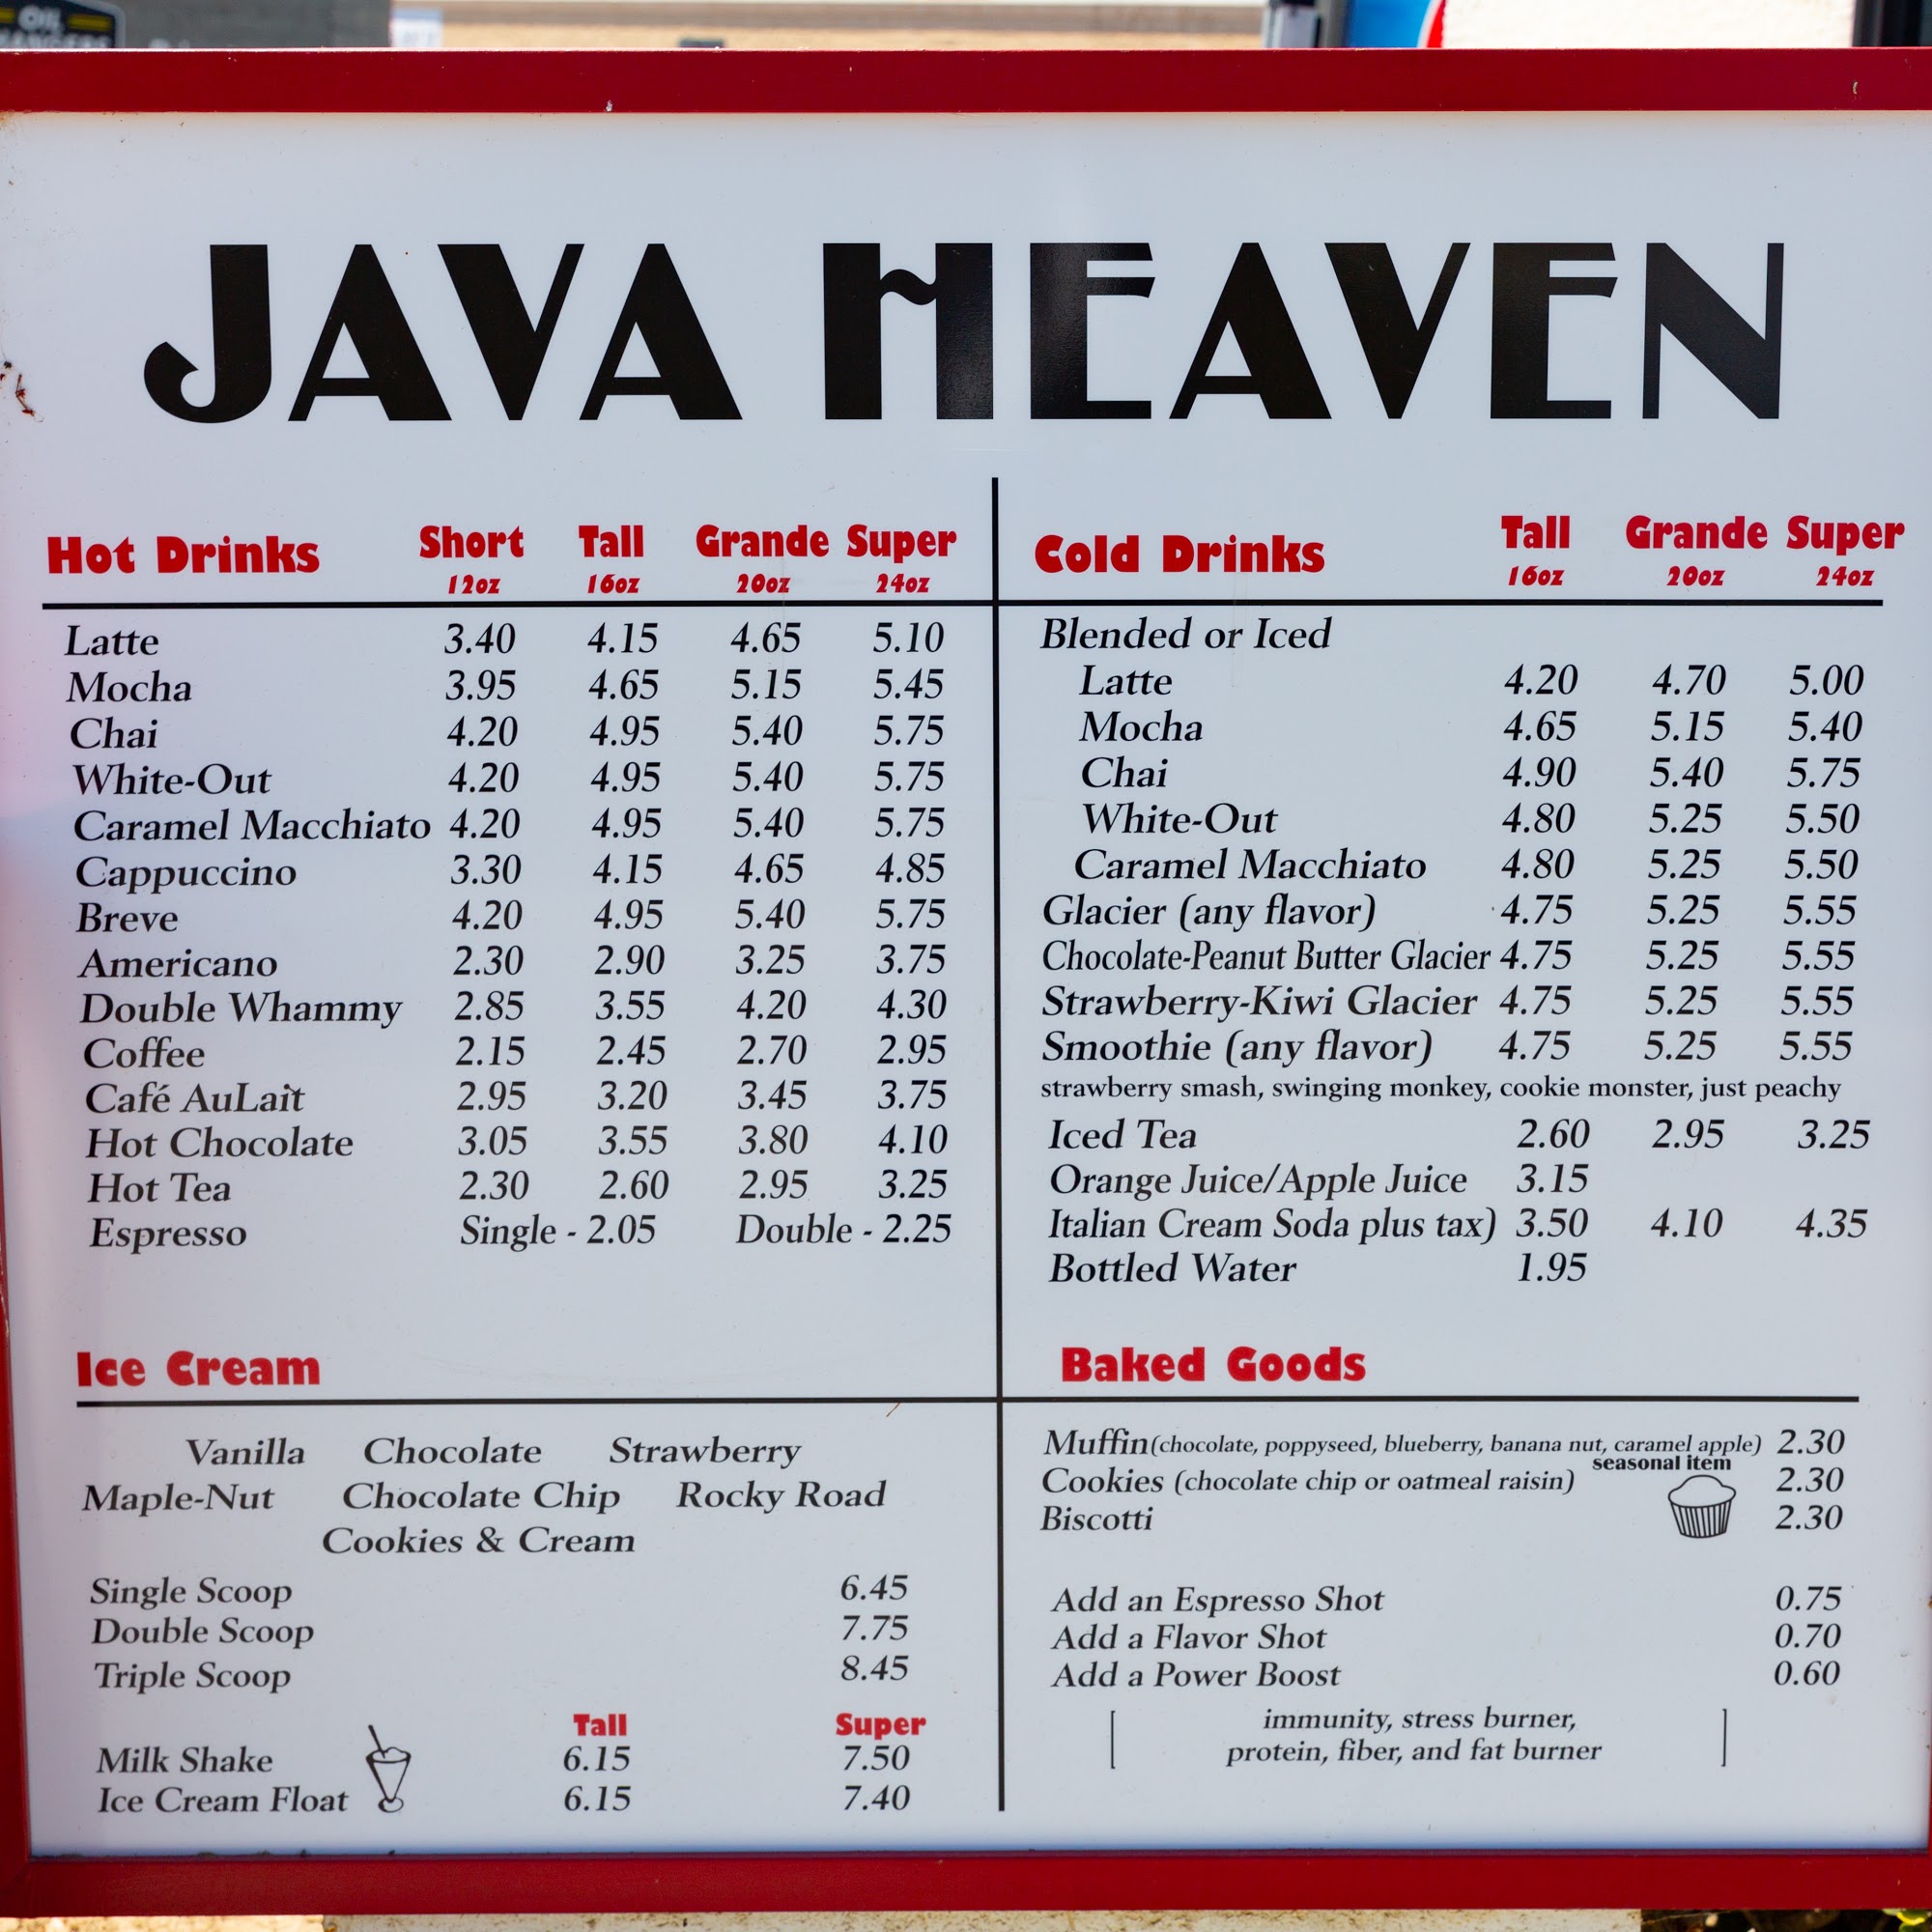 OIL
JAVA HEAVEN
Hot Drinks Short Tall Grande Super
12oz 16oz 20oz 24oz
Latte 3.40 4.15 4.65 5.10
Mocha 3.95 4.65 5.15 5.45
Chai 4.20 4.95 5.40 5.75
White-Out 4.20 4.95 5.40 5.75
Caramel Macchiato 4.20 4.95 5.40 5.75
Cappuccino 3.30 4.15 4.65 4.85
Breve 4.20 4.95 5.40 5.75
Americano 2.30 2.90 3.25 3.75
Double Whammy 2.85 3.55 4.20 4.30
Coffee 2.15 2.45 2.70 2.95
Café AuLaìt 2.95 3.20 3.45 3.75
Hot Chocolate 3.05 3.55 3.80 4.10
Hot Tea 2.30 2.60 2.95 3.25
Espresso Single - 2.05 Double - 2.25
Cold Drinks Tall Grande Super
16oz 20oz 24oz
Blended or Iced
Latte 4.20 4.70 5.00
Mocha 4.65 5.15 5.40
Chai 4.90 5.40 5.75
White-Out 4.80 5.25 5.50
Caramel Macchiato 4.80 5.25 5.50
Glacier (any flavor) 4.75 5.25 5.55
Chocolate-Peanut Butter Glacier 4.75 5.25 5.55
Strawberry-Kiwi Glacier 4.75 5.25 5.55
Smoothie (any flavor) 4.75 5.25 5.55
strawberry smash, swinging monkey, cookie monster, just peachy
Iced Tea 2.60 2.95 3.25
Orange Juice/Apple Juice 3.15
Italian Cream Soda plus tax) 3.50 4.10 4.35
Bottled Water 1.95
Ice Cream
Vanilla Chocolate Strawberry
Maple-Nut Chocolate Chip Rocky Road
Cookies & Cream
Single Scoop 6.45
Double Scoop 7.75
Triple Scoop 8.45
Tall Super
Milk Shake 6.15 7.50
Ice Cream Float 6.15 7.40
Baked Goods
Muffin(chocolate, poppyseed, blueberry, banana nut, caramel apple) 2.30
seasonal item
Cookies (chocolate chip or oatmeal raisin) 2.30
Biscotti 2.30
Add an Espresso Shot 0.75
Add a Flavor Shot 0.70
Add a Power Boost 0.60
[ immunity, stress burner, ]
protein, fiber, and fat burner